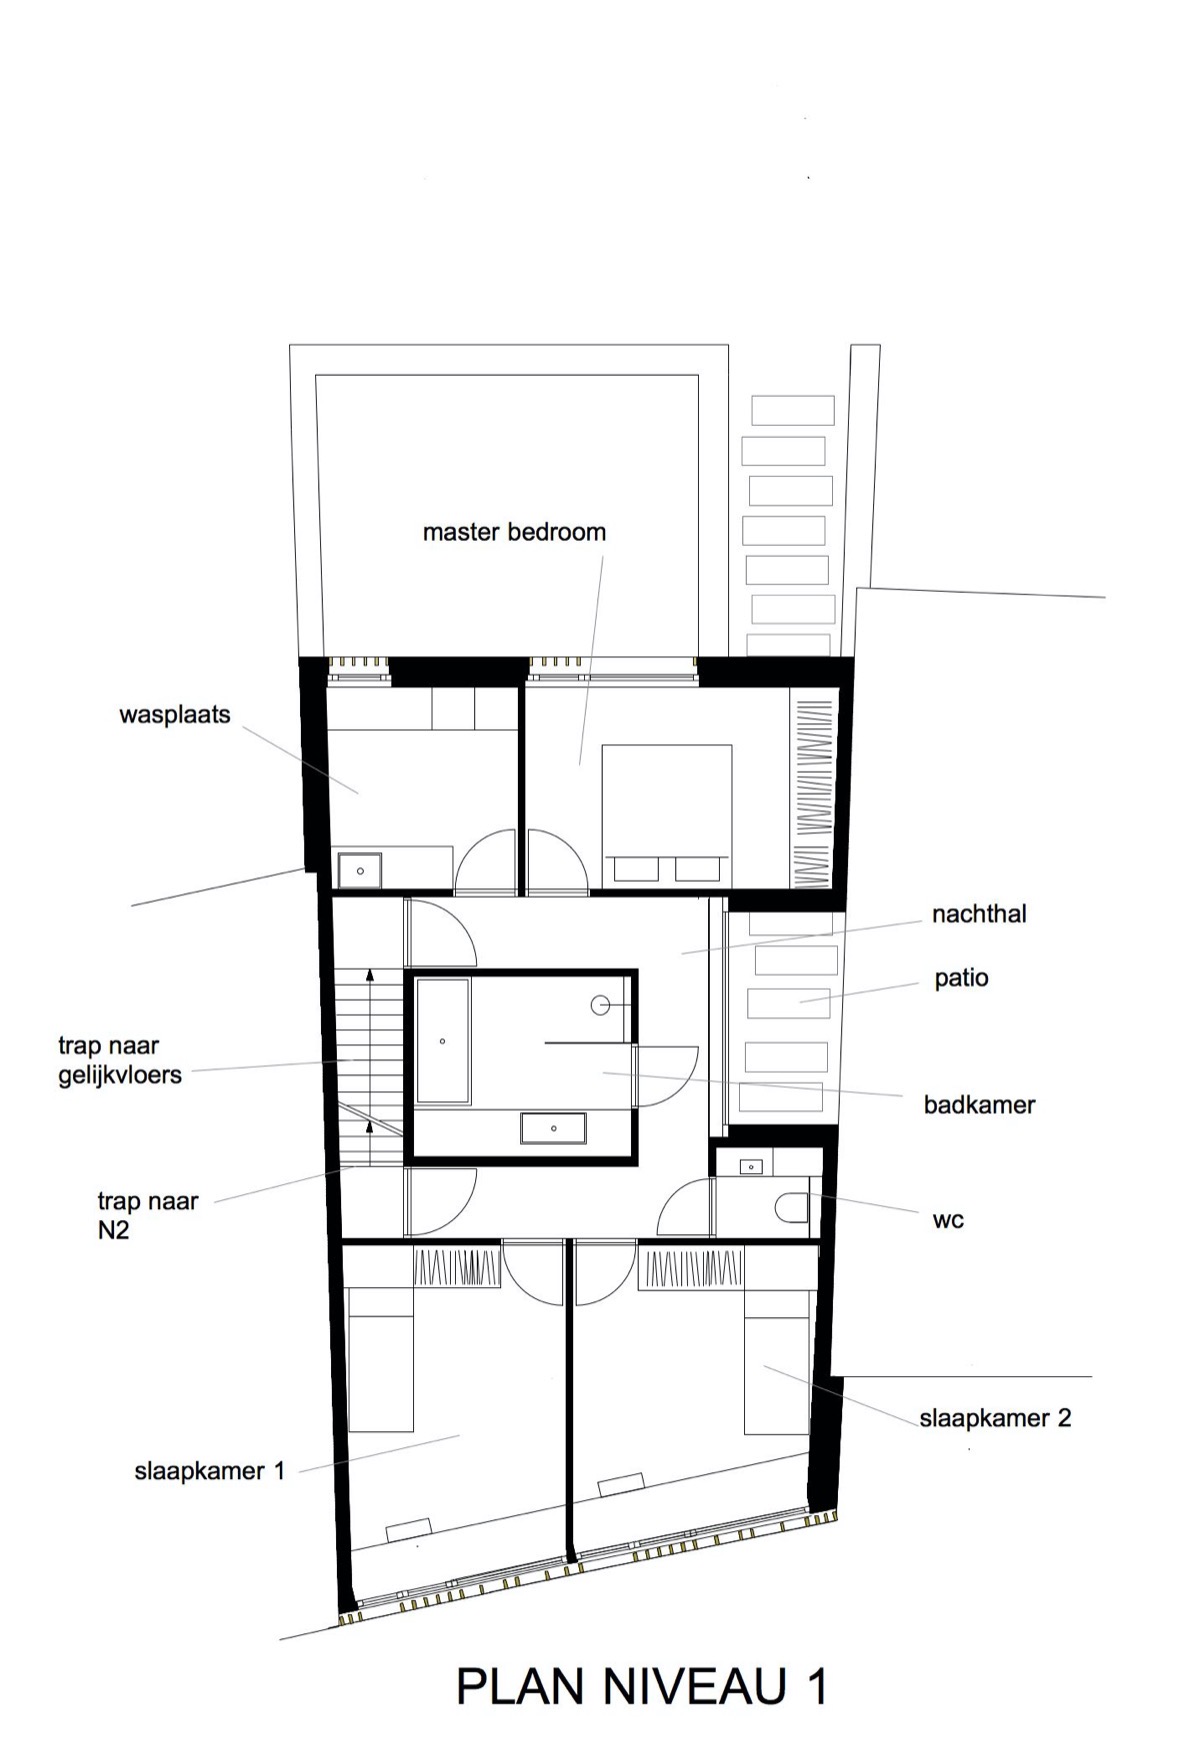 master bedroom
wasplaats
nachthal
patio
trap naar
gelijkvloers
badkamer
trap naar
N2
wc
slaapkamer 2
slaapkamer 1
PLAN NIVEAU 1